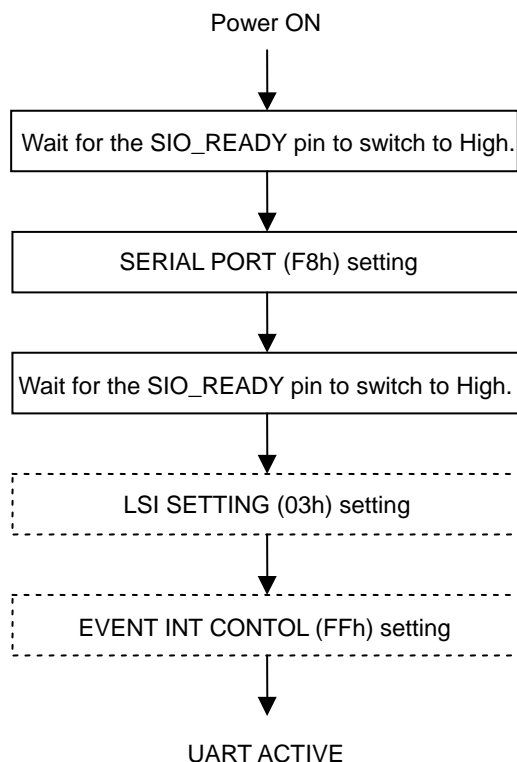 Power ON
Wait for the SIO_READY pin to switch to High.
SERIAL PORT (F8h) setting
Wait for the SIO_READY pin to switch to High.
LSI SETTING (03h) setting
EVENT INT CONTOL (FFh) setting
UART ACTIVE